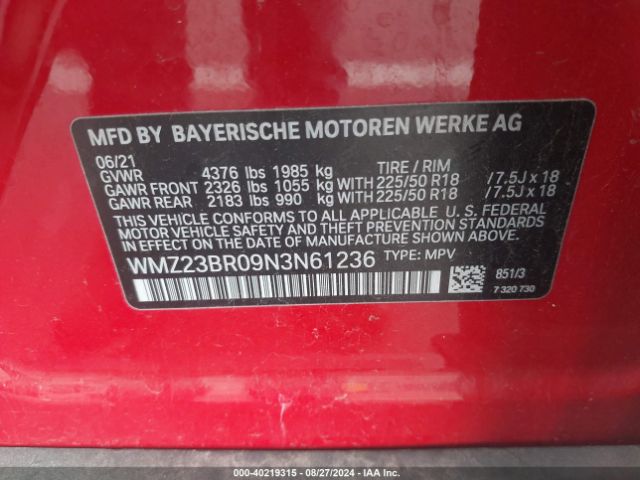 MFD BY BAYERISCHE MOTOREN WERKE AG
06/21
GVWR 4376 lbs 1985 kg TIRE / RIM
GAWR FRONT 2326 lbs 1055 kg WITH 225/50 R18 / 7.5J x 18
GAWR REAR 2183 lbs 990 kg WITH 225/50 R18 / 7.5J x 18
THIS VEHICLE CONFORMS TO ALL APPLICABLE U. S. FEDERAL
MOTOR VEHICLE SAFETY AND THEFT PREVENTION
STANDARDS IN EFFECT ON THE DATE OF MANUFACTURE
SHOWN ABOVE.
WMZ23BR09N3N61236 TYPE: MPV
851/3
7 320 730
000-40219315 - 08/27/2024 - IAA Inc.